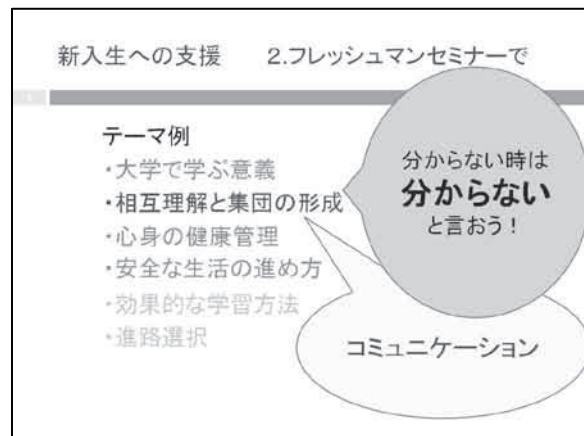 新入生への支援 2.フレッシュマンセミナーで
テーマ例
・大学で学ぶ意義
・相互理解と集団の形成
・心身の健康管理
・安全な生活の進め方
・効果的な学習方法
・進路選択
分からない時は
分からない
と言おう！
コミュニケーション